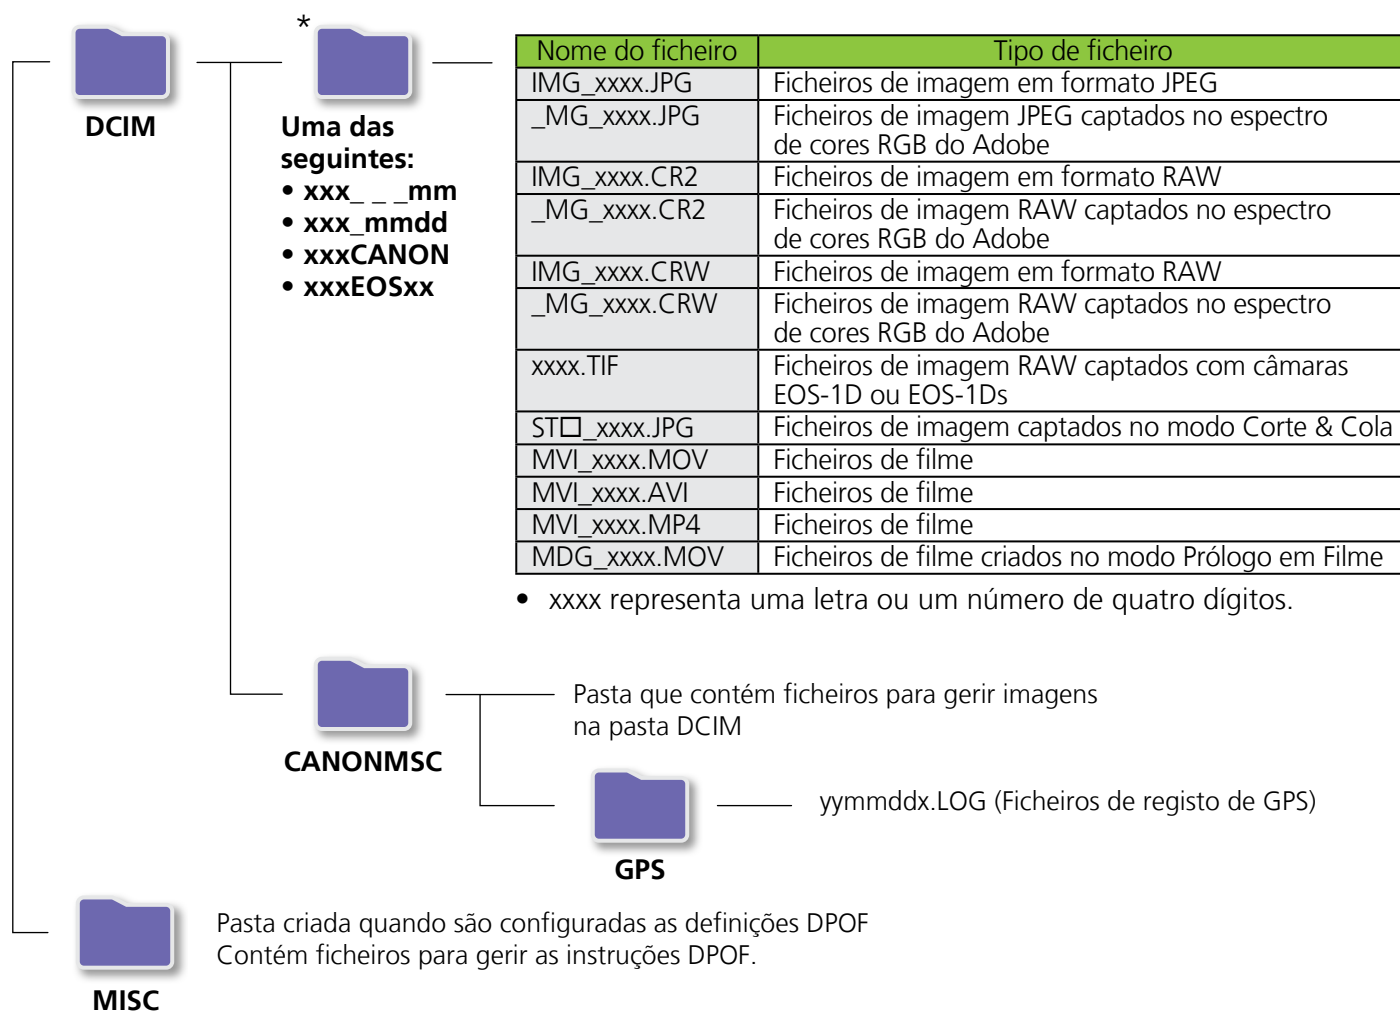 *
DCIM
Uma das
seguintes:
• xxx_ _ _mm
• xxx_mmdd
• xxxCANON
• xxxEOSxx
Nome do ficheiro Tipo de ficheiro
IMG_xxxx.JPG Ficheiros de imagem em formato JPEG
_MG_xxxx.JPG Ficheiros de imagem JPEG captados no espectro
de cores RGB do Adobe
IMG_xxxx.CR2 Ficheiros de imagem em formato RAW
_MG_xxxx.CR2 Ficheiros de imagem RAW captados no espectro
de cores RGB do Adobe
IMG_xxxx.CRW Ficheiros de imagem em formato RAW
_MG_xxxx.CRW Ficheiros de imagem RAW captados no espectro
de cores RGB do Adobe
xxxx.TIF Ficheiros de imagem RAW captados com câmaras
EOS-1D ou EOS-1Ds
ST□_xxxx.JPG Ficheiros de imagem captados no modo Corte & Cola
MVI_xxxx.MOV Ficheiros de filme
MVI_xxxx.AVI Ficheiros de filme
MVI_xxxx.MP4 Ficheiros de filme
MDG_xxxx.MOV Ficheiros de filme criados no modo Prólogo em Filme
• xxxx representa uma letra ou um número de quatro dígitos.
CANONMSC
Pasta que contém ficheiros para gerir imagens
na pasta DCIM
GPS
yymmddx.LOG (Ficheiros de registo de GPS)
MISC
Pasta criada quando são configuradas as definições DPOF
Contém ficheiros para gerir as instruções DPOF.